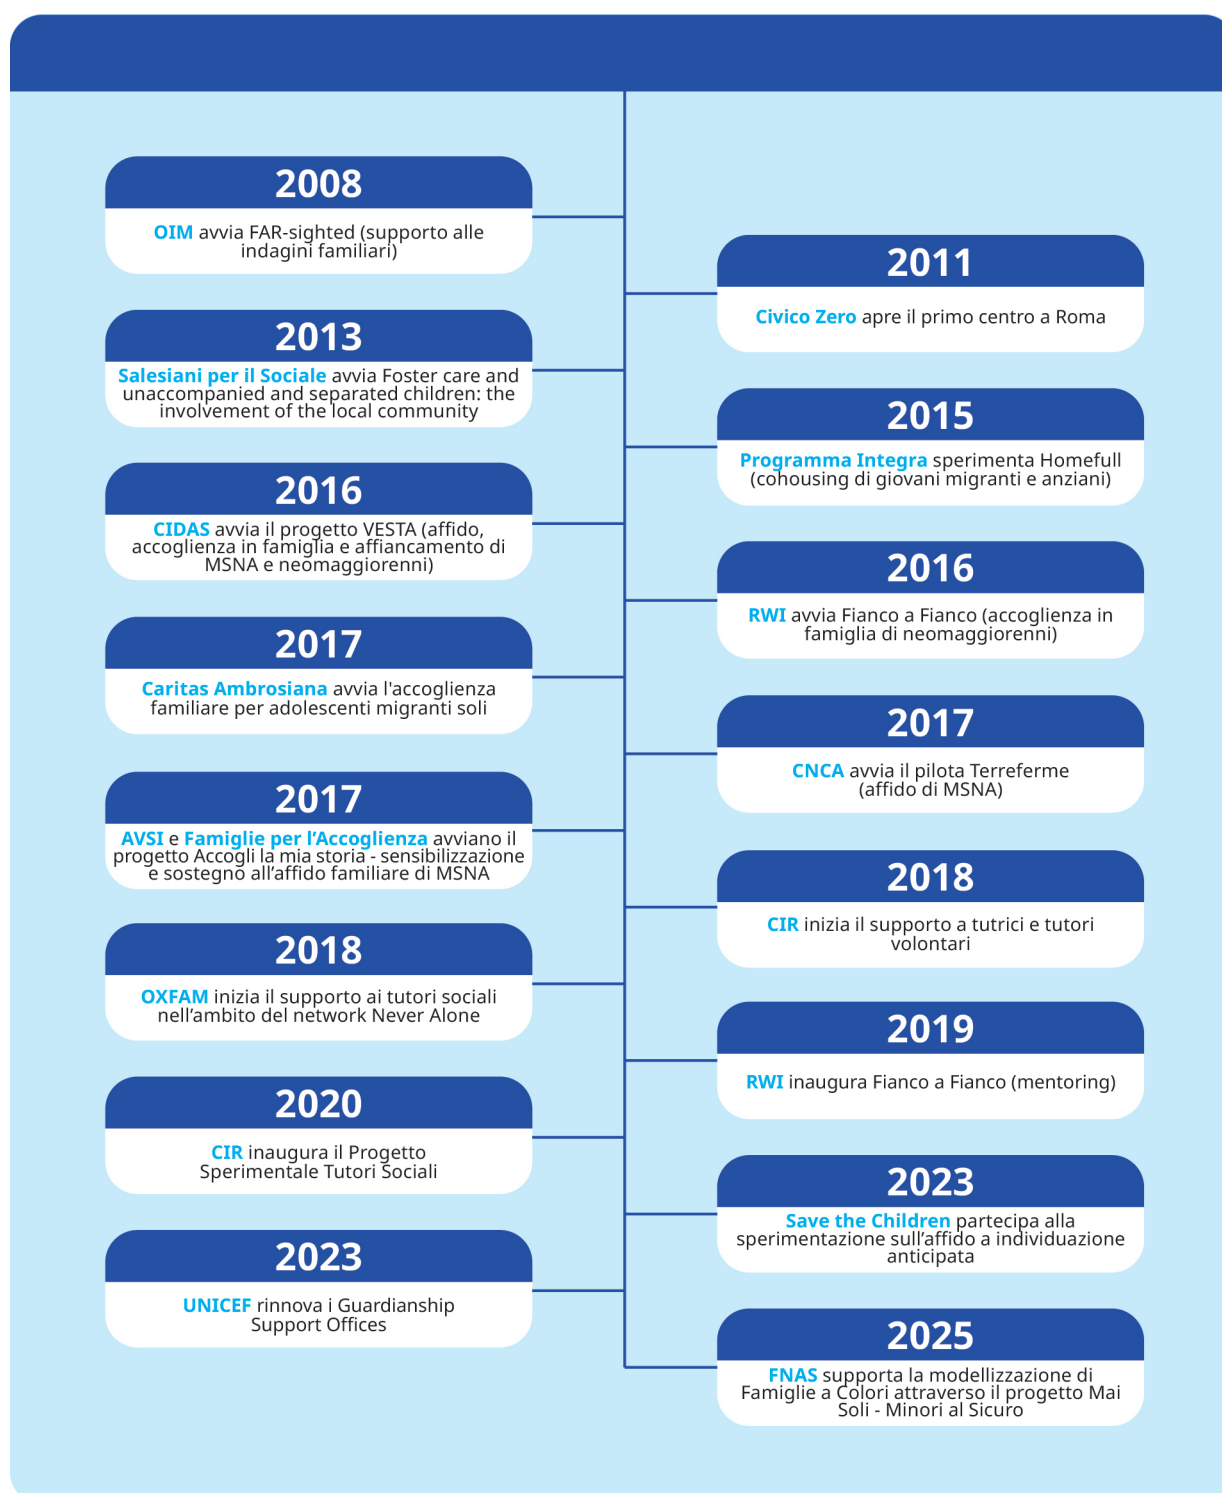 2008
OIM avvia FAR-sighted (supporto alle
indagini familiari)
2011
Civico Zero apre il primo centro a Roma
2013
Salesiani per il Sociale avvia Foster care and
unaccompanied and separated children: the
involvement of the local community
2015
Programma Integra sperimenta Homefull
(cohousing di giovani migranti e anziani)
2016
CIDAS avvia il progetto VESTA (affido,
accoglienza in famiglia e affiancamento di
MSNA e neomaggiorenni)
2016
RWI avvia Fianco a Fianco (accoglienza in
famiglia di neomaggiorenni)
2017
Caritas Ambrosiana avvia l'accoglienza
familiare per adolescenti migranti soli
2017
CNCA avvia il pilota Terreferme
(affido di MSNA)
2017
AVSI e Famiglie per l’Accoglienza avviano il
progetto Accogli la mia storia - sensibilizzazione
e sostegno all’affido familiare di MSNA
2018
CIR inizia il supporto a tutrici e tutori
volontari
2018
OXFAM inizia il supporto ai tutori sociali
nell’ambito del network Never Alone
2019
RWI inaugura Fianco a Fianco (mentoring)
2020
CIR inaugura il Progetto
Sperimentale Tutori Sociali
2023
Save the Children partecipa alla
sperimentazione sull’affido a individuazione
anticipata
2023
UNICEF rinnova i Guardianship
Support Offices
2025
FNAS supporta la modellizzazione di
Famiglie a Colori attraverso il progetto Mai
Soli - Minori al Sicuro